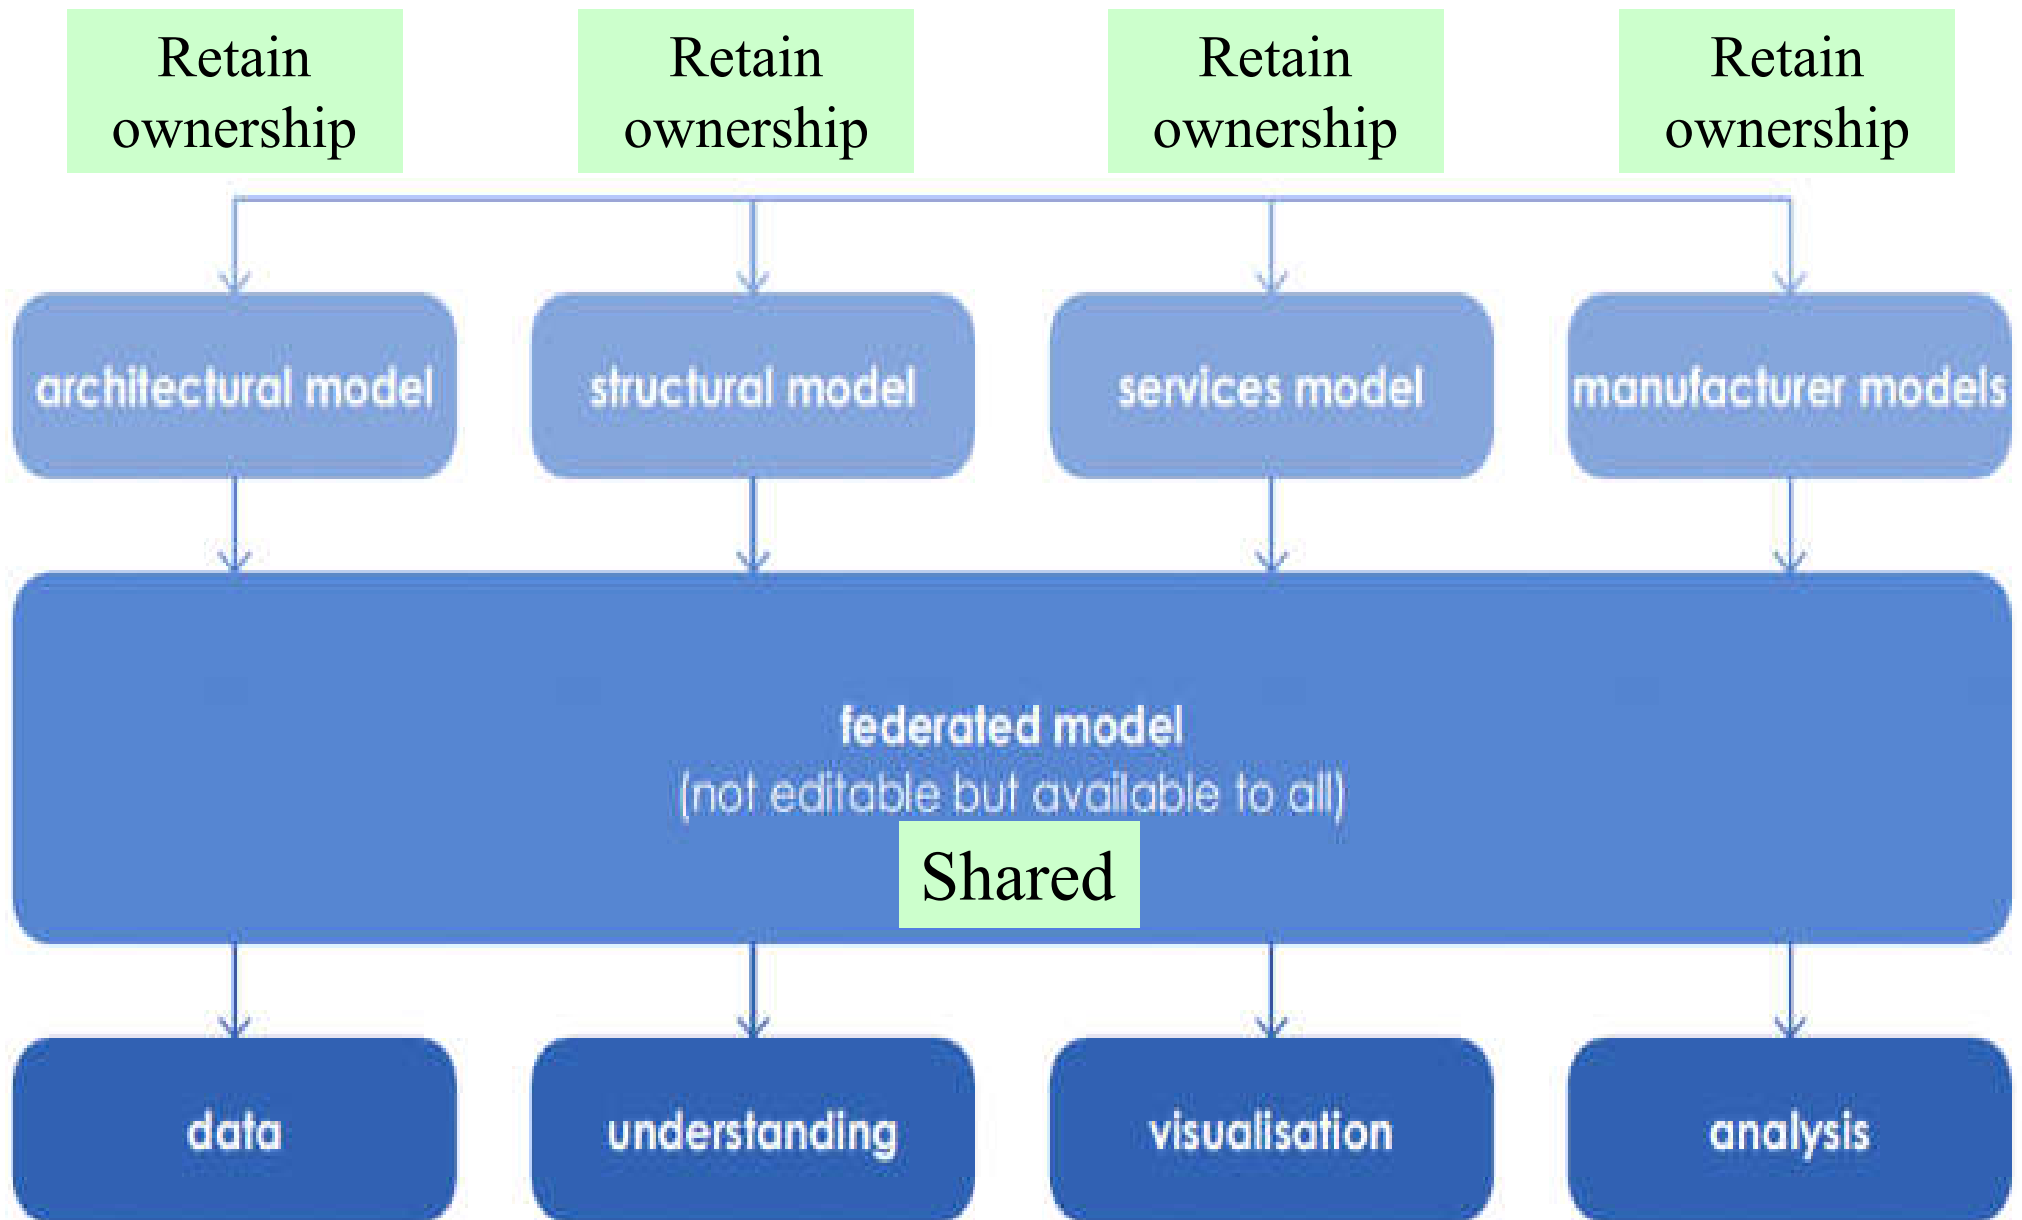 Retain
ownership
Retain
ownership
Retain
ownership
Retain
ownership
architectural model
structural model
services model
manufacturer models
federated model
(not editable but available to all)
Shared
data
understanding
visualisation
analysis